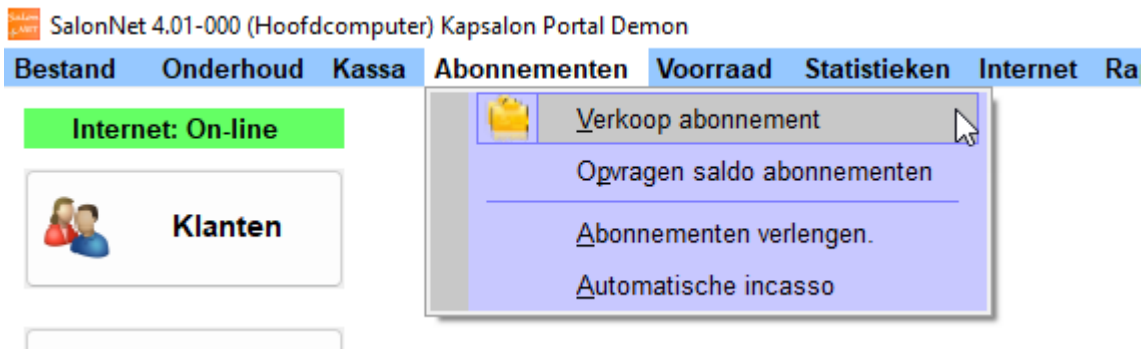 SalonNet 4.01-000 (Hoofdcomputer) Kapsalon Portal Demon
Bestand Onderhoud Kassa Abonnementen Voorraad Statistieken Internet Ra
Internet: On-line
Verkoop abonnement
Opvragen saldo abonnementen
Klanten
Abonnementen verlengen.
Automatische incasso